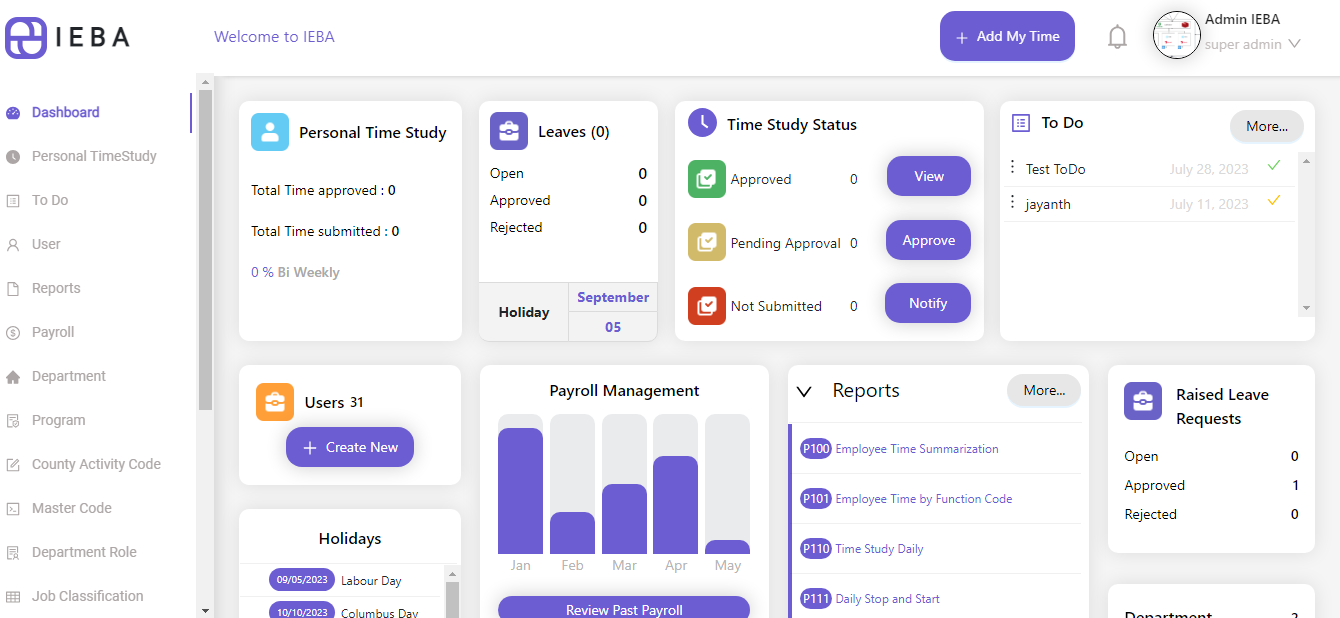 IEBA
Welcome to IEBA
+ Add My Time
Admin IEBA
super admin
Dashboard
Personal TimeStudy
To Do
User
Reports
Payroll
Department
Program
County Activity Code
Master Code
Department Role
Job Classification
Personal Time Study
Total Time approved : 0
Total Time submitted : 0
0 % Bi Weekly
Leaves (0)
Open 0
Approved 0
Rejected 0
Holiday
September
05
Time Study Status
Approved 0 View
Pending Approval 0 Approve
Not Submitted 0 Notify
To Do
More...
Test ToDo July 28, 2023
jayanth July 11, 2023
Users 31
+ Create New
Holidays
09/05/2023 Labour Day
10/10/2023 Columbus Day
Payroll Management
Jan Feb Mar Apr May
Review Past Payroll
Reports
More...
P100 Employee Time Summarization
P101 Employee Time by Function Code
P110 Time Study Daily
P111 Daily Stop and Start
Raised Leave
Requests
Open 0
Approved 1
Rejected 0
Department